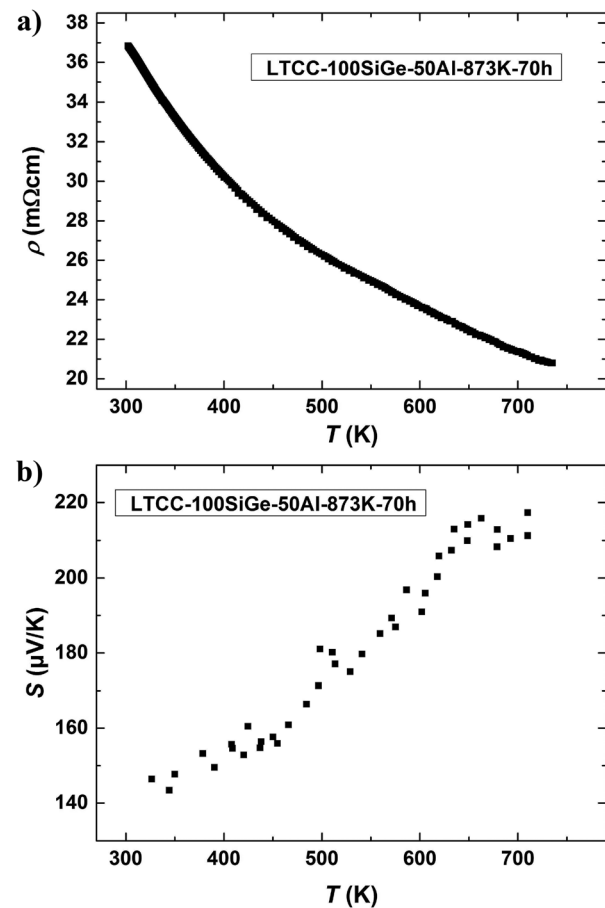 a)
38
36
34
32
30
28
26
24
22
20
ρ (mΩcm)
LTCC-100SiGe-50Al-873K-70h
300 400 500 600 700
T (K)
b)
220
200
180
160
140
S (µV/K)
LTCC-100SiGe-50Al-873K-70h
300 400 500 600 700
T (K)